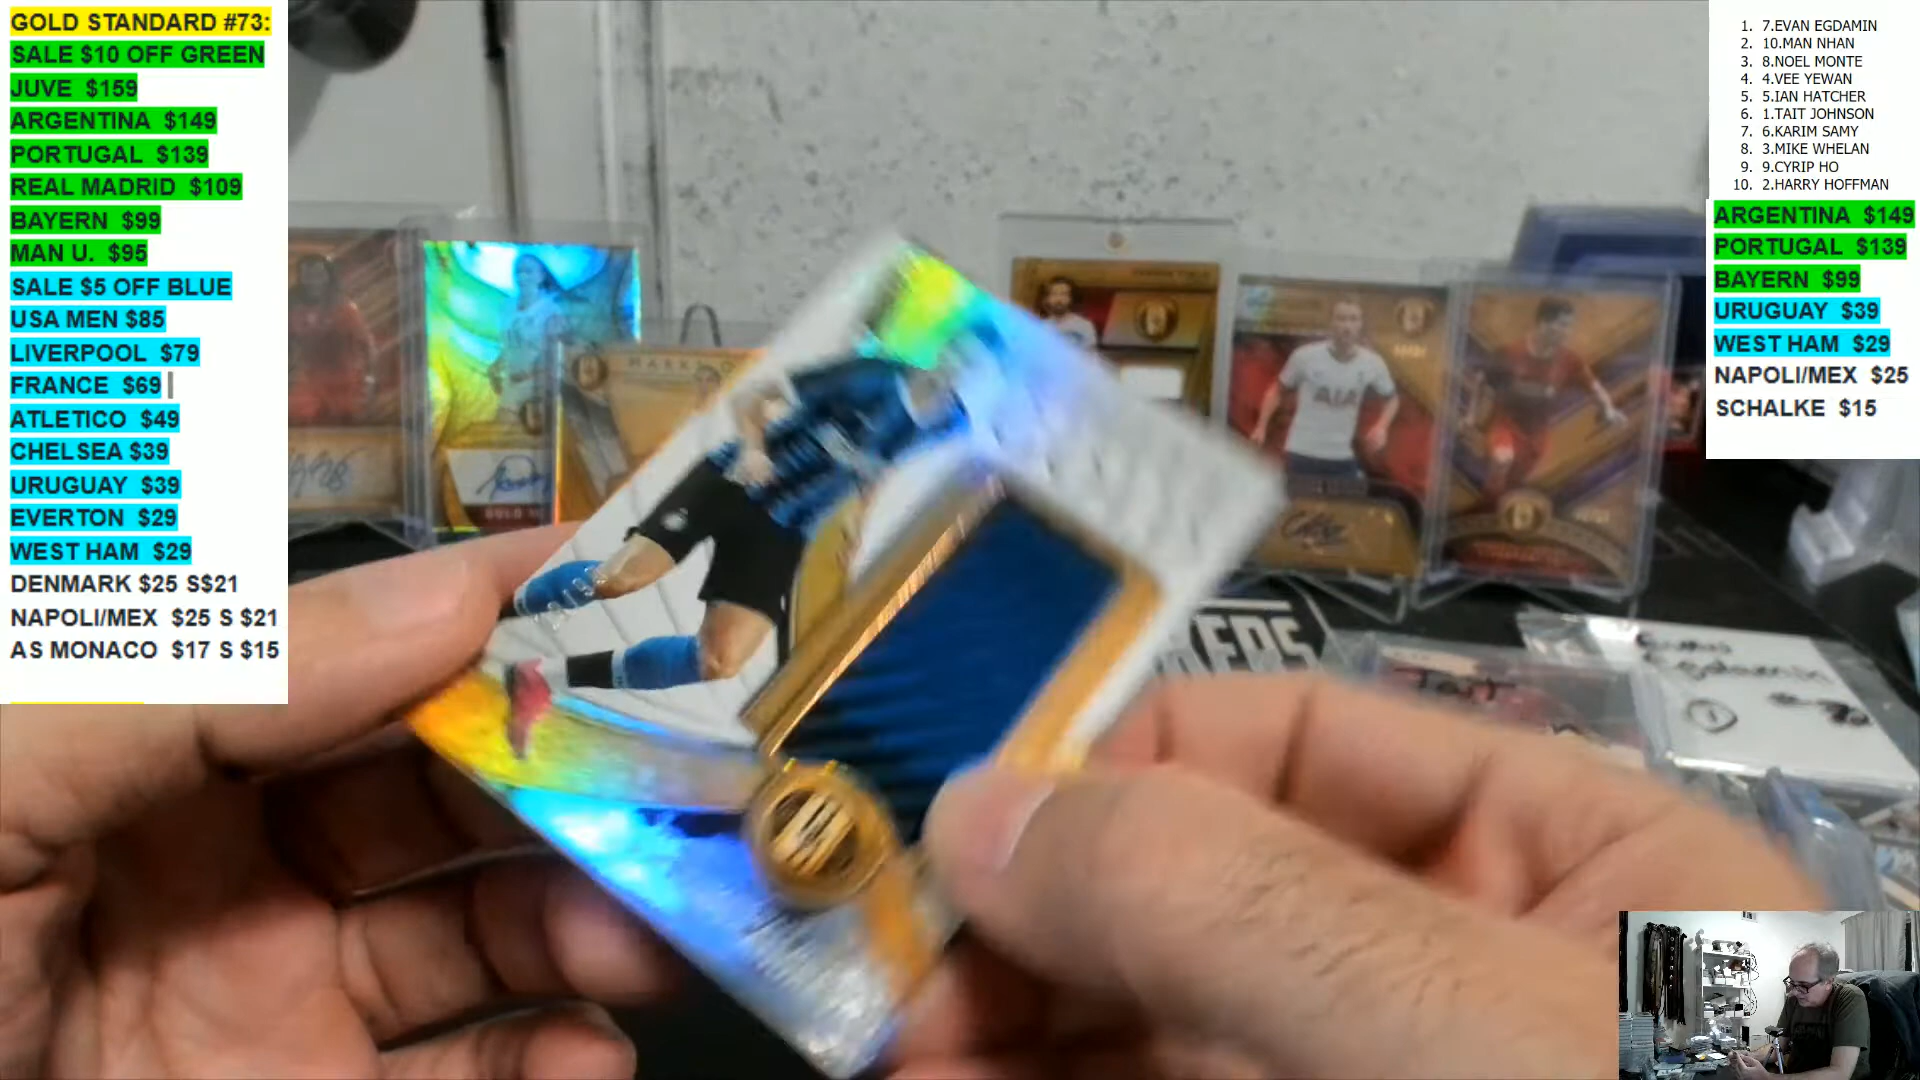 GOLD STANDARD #73:
SALE $10 OFF GREEN
JUVE $159
ARGENTINA $149
PORTUGAL $139
REAL MADRID $109
BAYERN $99
MAN U. $95
SALE $5 OFF BLUE
USA MEN $85
LIVERPOOL $79
FRANCE $69
ATLETICO $49
CHELSEA $39
URUGUAY $39
EVERTON $29
WEST HAM $29
DENMARK $25 S$21
NAPOLI/MEX $25 S $21
AS MONACO $17 S $15
1. 7.EVAN EGDAMIN
2. 10.MAN NHAN
3. 8.NOEL MONTE
4. 4.VEE YEWAN
5. 5.IAN HATCHER
6. 1.TAIT JOHNSON
7. 6.KARIM SAMY
8. 3.MIKE WHELAN
9. 9.CYRIP HO
10. 2.HARRY HOFFMAN
ARGENTINA $149
PORTUGAL $139
BAYERN $99
URUGUAY $39
WEST HAM $29
NAPOLI/MEX $25
SCHALKE $15
AIA
Tait
Egdamin